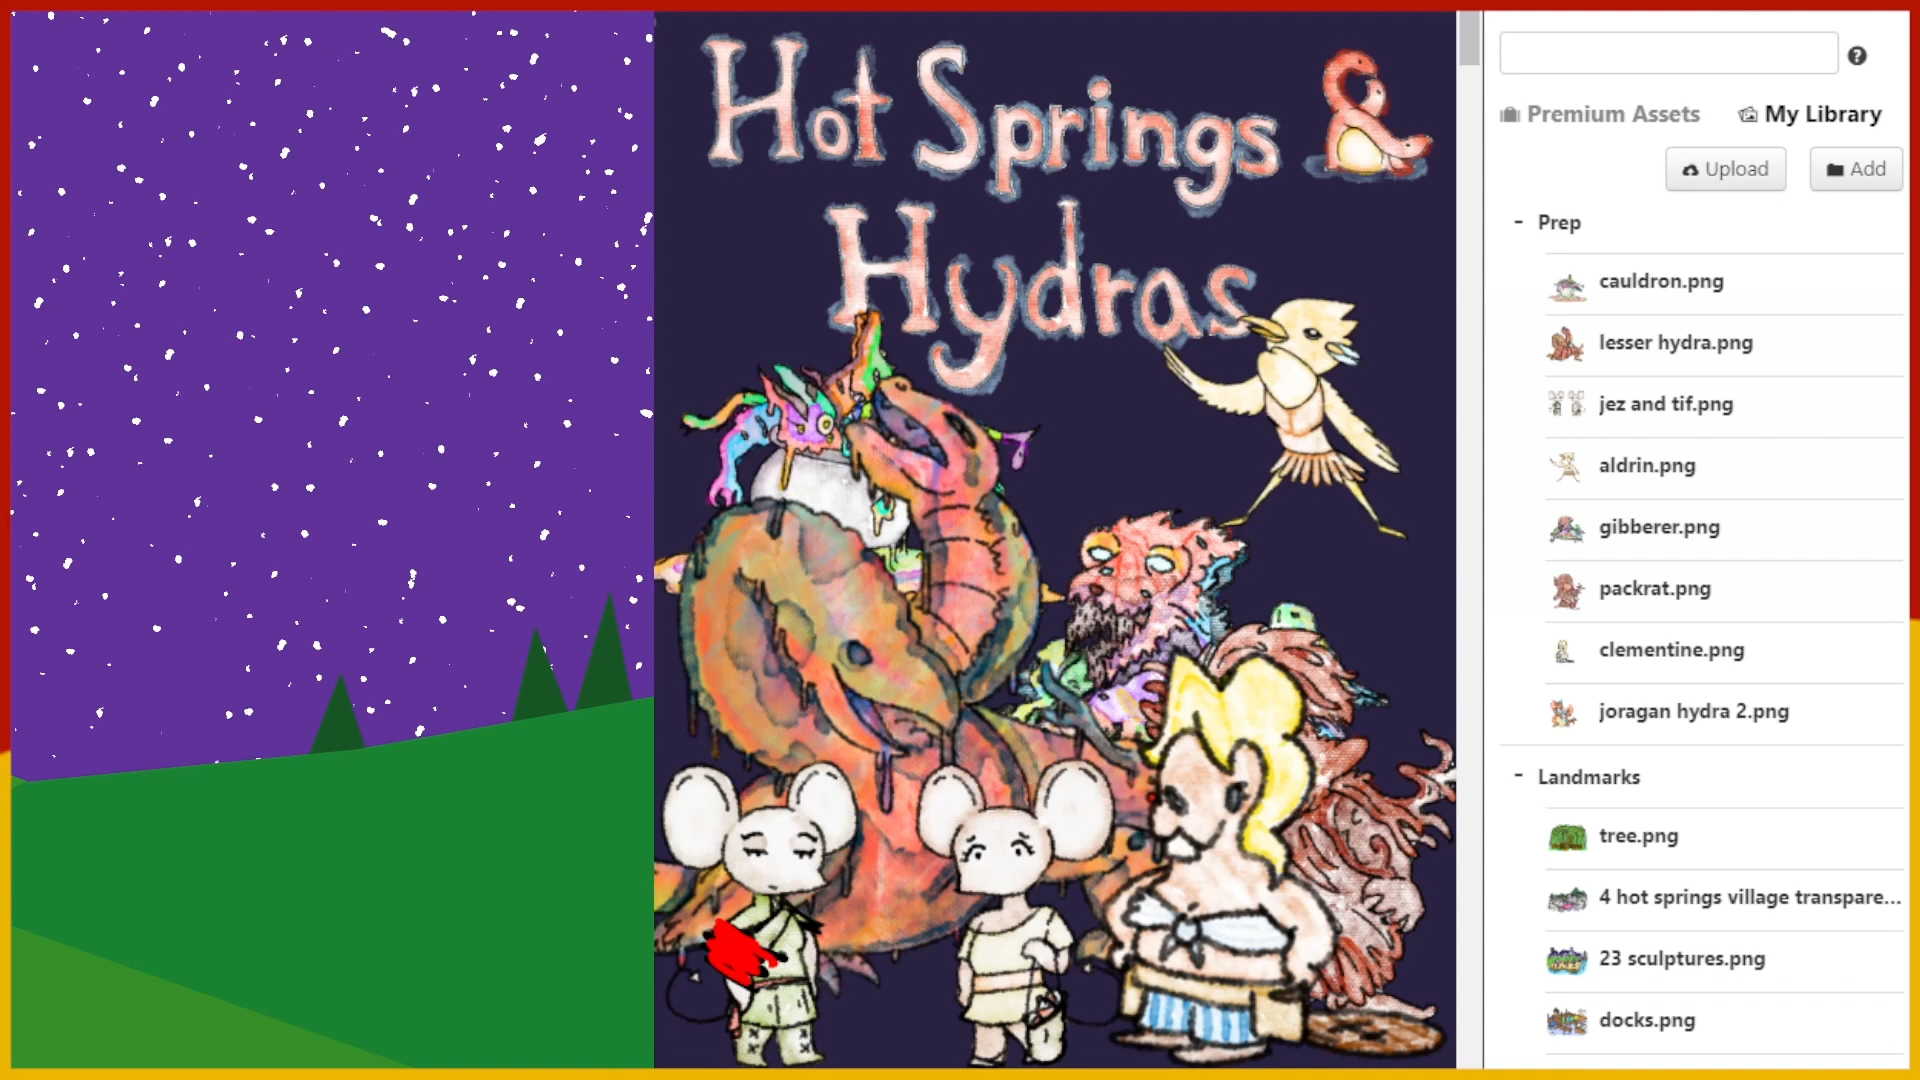 Hot Springs
Hydras
?
Premium Assets
My Library
Upload
Add
- Prep
cauldron.png
lesser hydra.png
jez and tif.png
aldrin.png
gibberer.png
packrat.png
clementine.png
joragan hydra 2.png
- Landmarks
tree.png
4 hot springs village transpare...
23 sculptures.png
docks.png